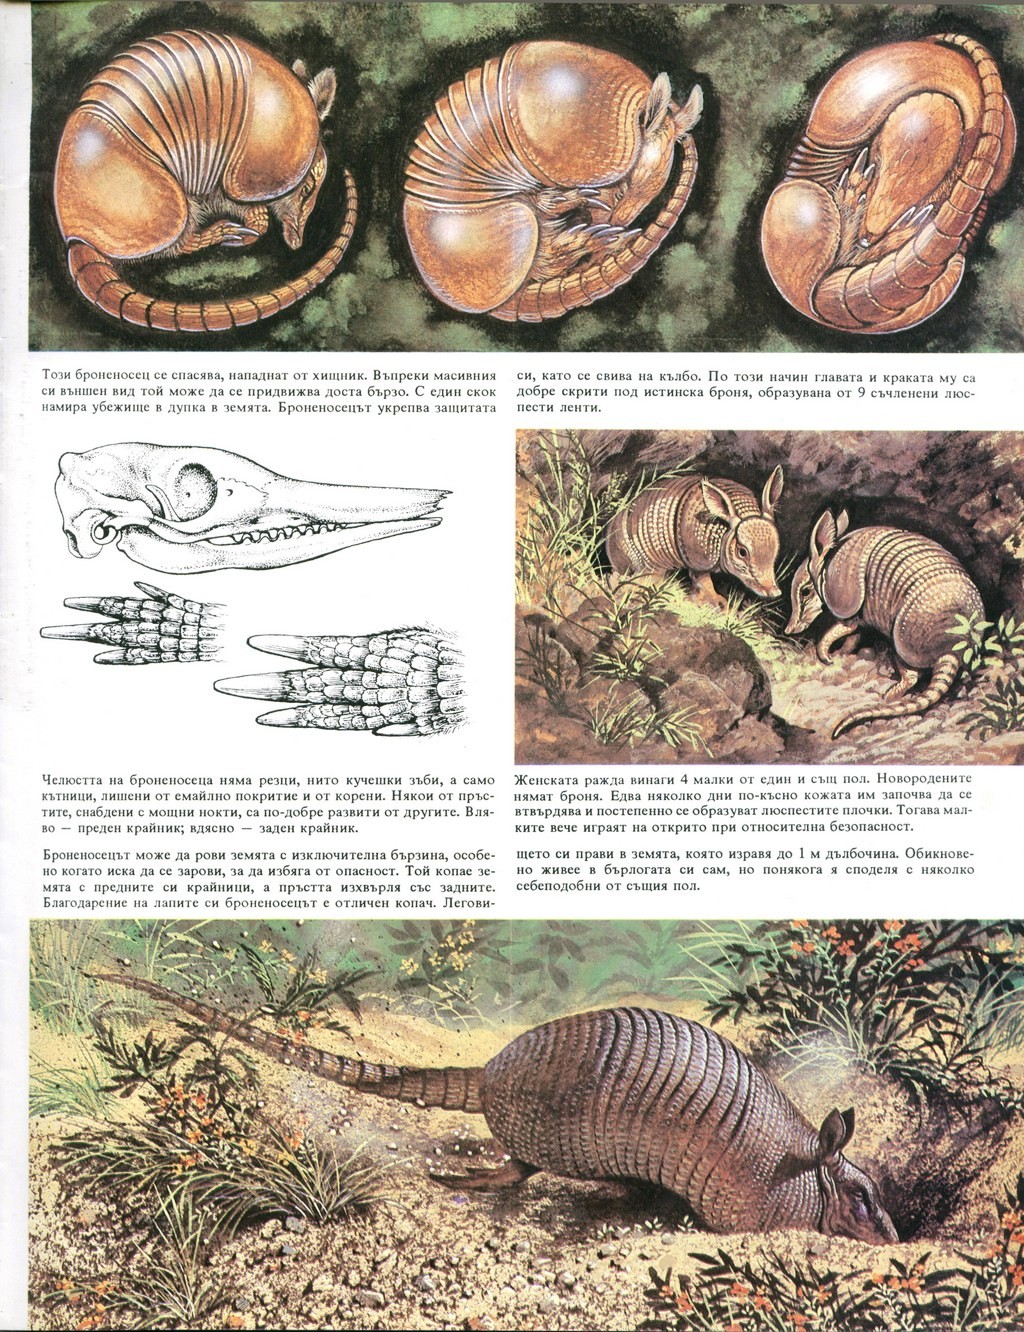 Този броненосец се спасява, нападнат от хищник. Въпреки масивния
си външен вид той може да се придвижва доста бързо. С един скок
намира убежище в дупка в земята. Броненосецът укрепва защитата
си, като се свива на кълбо. По този начин главата и краката му са
добре скрити под истинска броня, образувана от 9 съчленени люс-
пести ленти.
Челюстта на броненосеца няма резци, нито кучешки зъби, а само
кътници, лишени от емайлно покритие и от корени. Някои от пръс-
тите, снабдени с мощни нокти, са по-добре развити от другите. Вля-
во — преден крайник; вдясно — заден крайник.
Женската ражда винаги 4 малки от един и същ пол. Новородените
нямат броня. Едва няколко дни по-късно кожата им започва да се
втвърдява и постепенно се образуват люспестите плочки. Тогава мал-
ките вече играят на открито при относителна безопасност.
Броненосецът може да рови земята с изключителна бързина, особе-
но когато иска да се зарови, за да избяга от опасност. Той копае зе-
мята с предните си крайници, а пръстта изхвърля със задните.
Благодарение на лапите си броненосецът е отличен копач. Легови-
щето си прави в земята, която изравя до 1 м дълбочина. Обикнове-
но живее в бърлогата си сам, но понякога я споделя с няколко
себеподобни от същия пол.